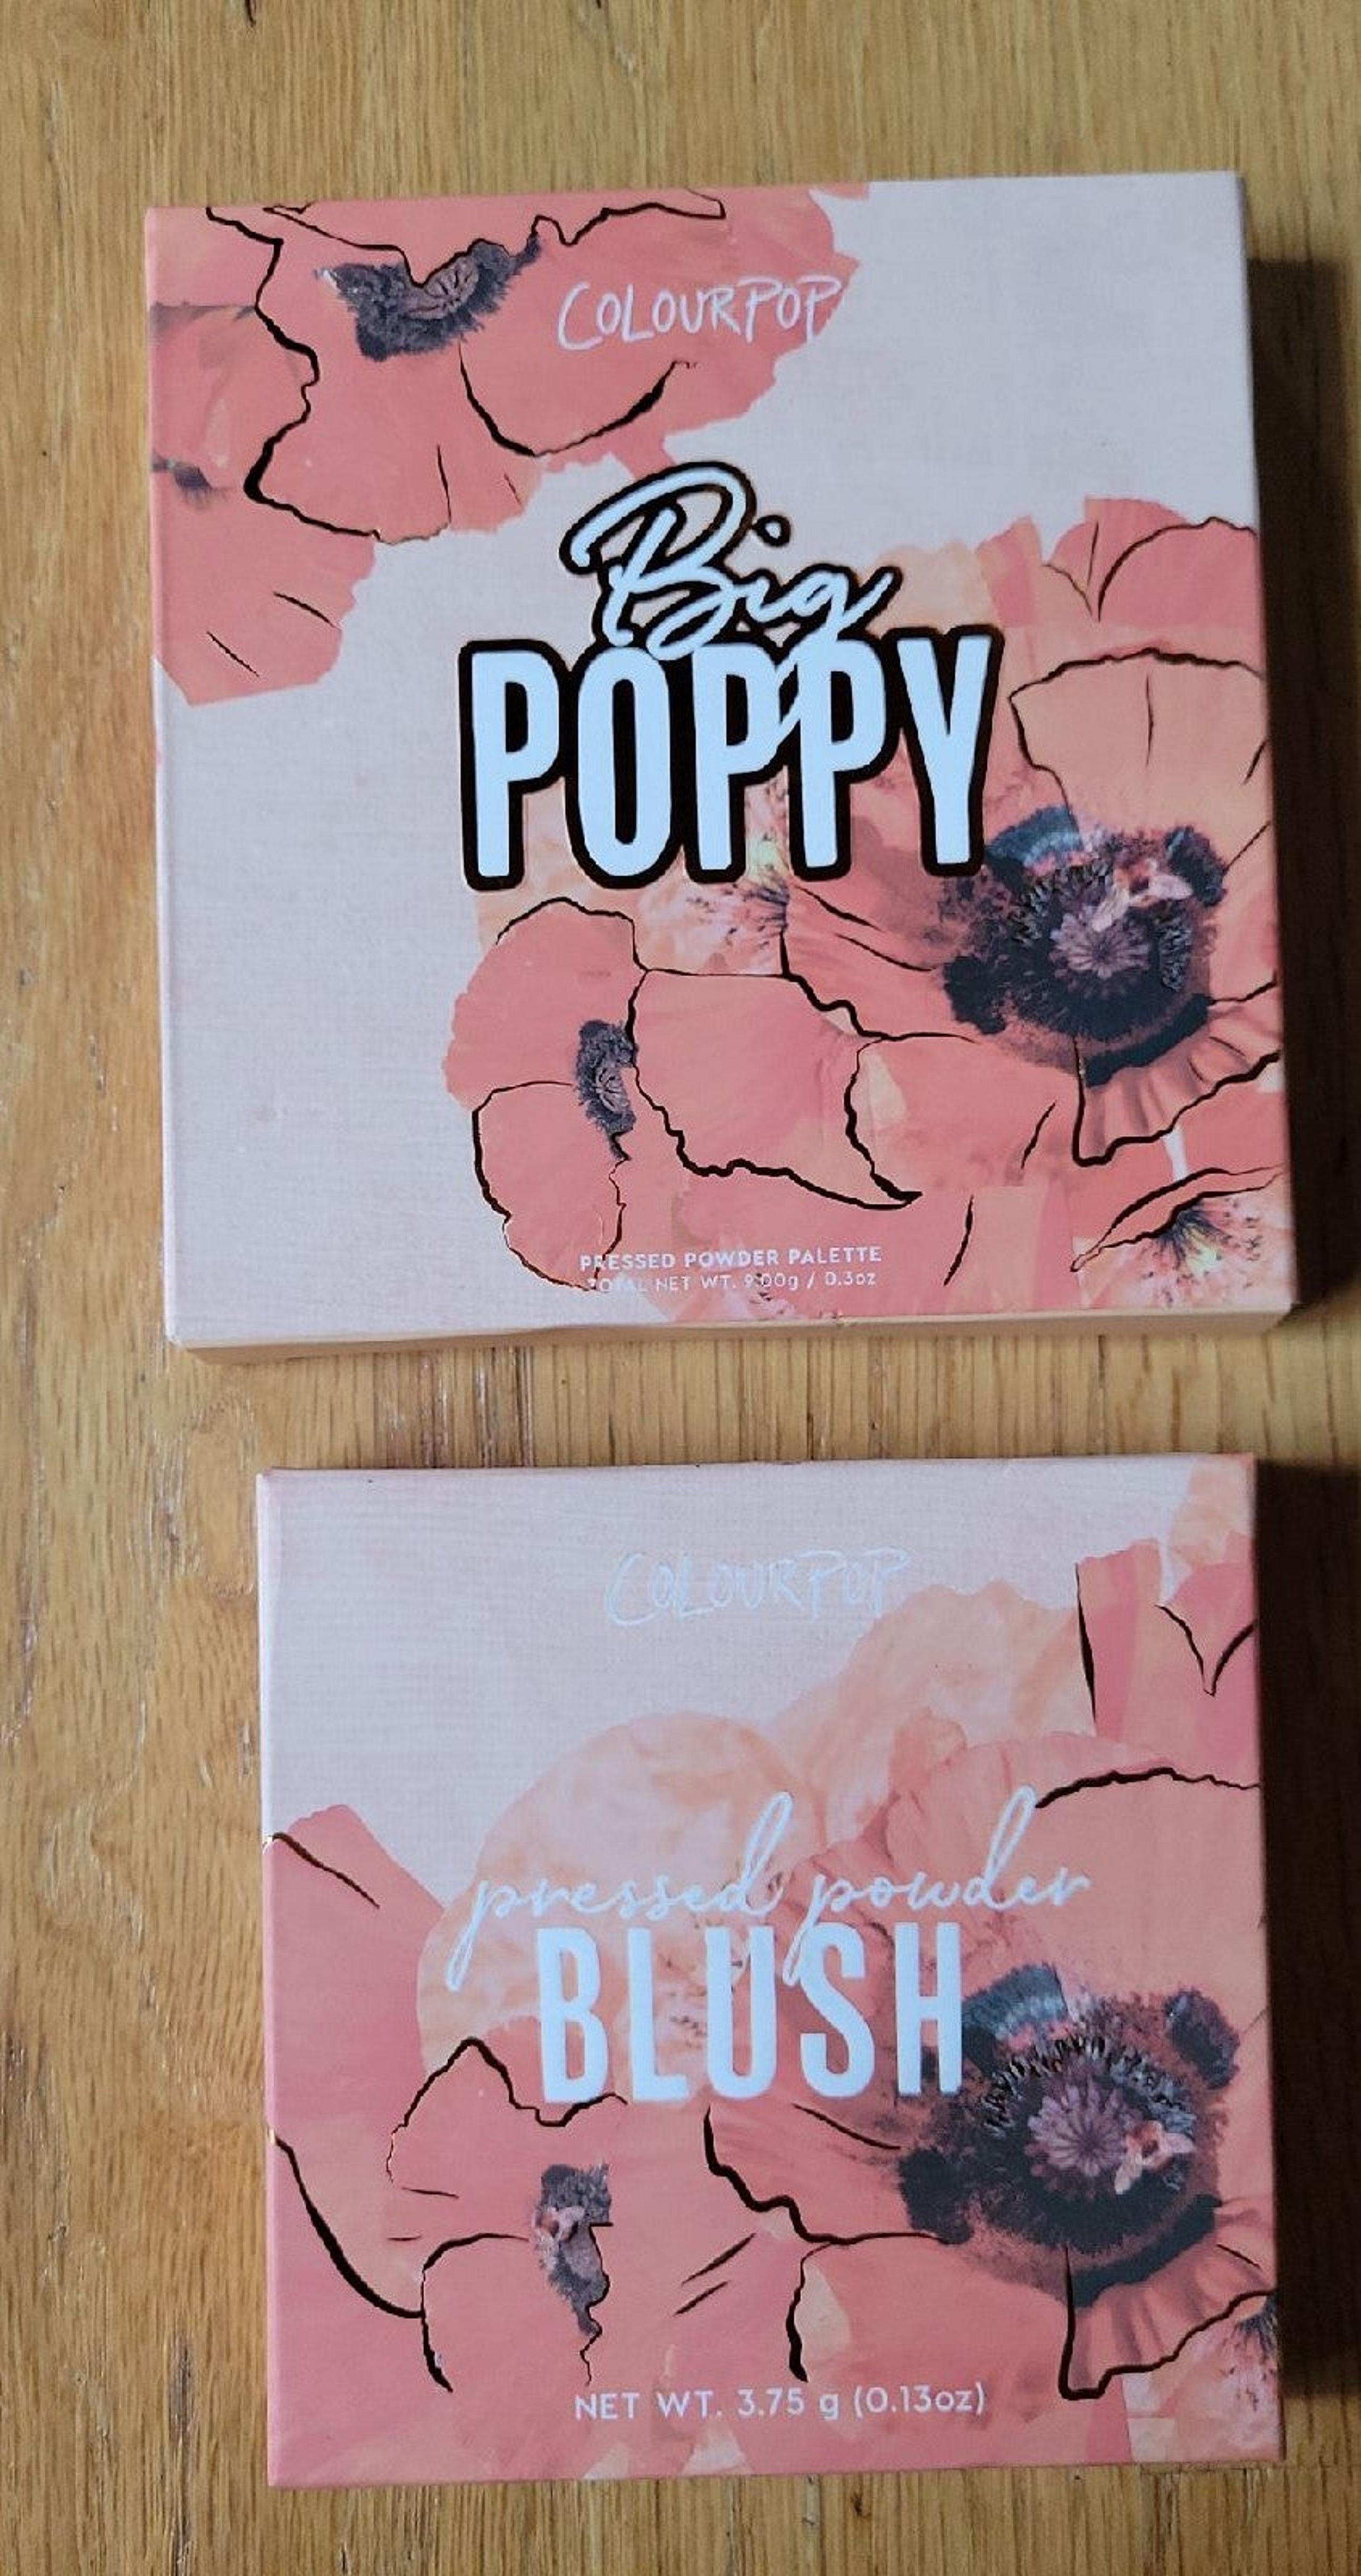 COLOURPOP
Big
POPPY
PRESSED POWDER PALETTE
TOTAL NET WT. 9.00g / 0.3oz
COLOURPOP
pressed powder
BLUSH
NET WT. 3.75 g (0.13oz)